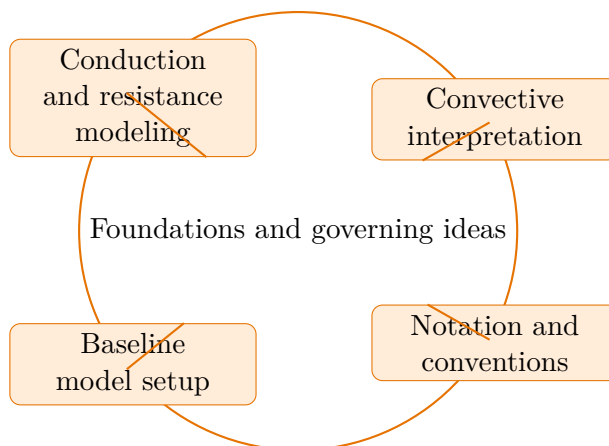 Conduction
and resistance
modeling
Convective
interpretation
Foundations and governing ideas
Baseline
model setup
Notation and
conventions